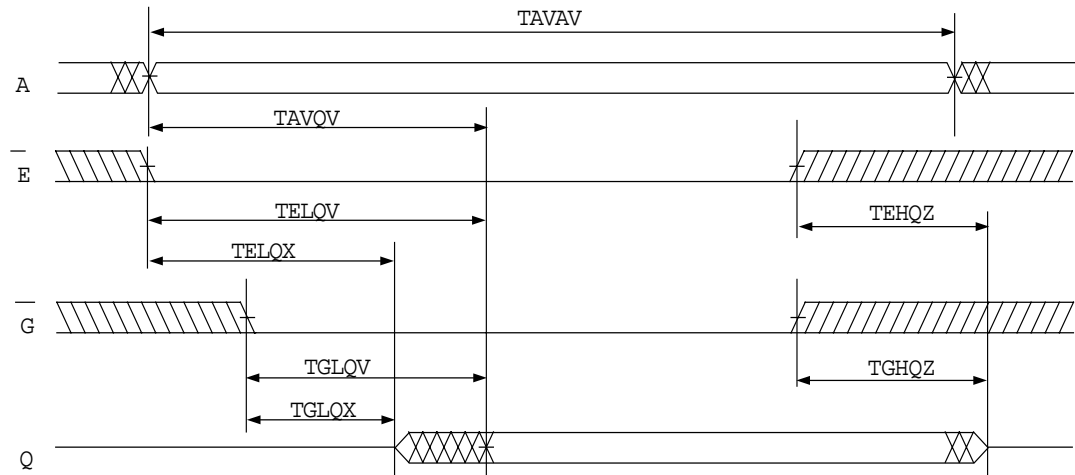 TAVAV
A
TAVQV
E
TELQV
TEHQZ
TELQX
G
TGLQV
TGHQZ
TGLQX
Q